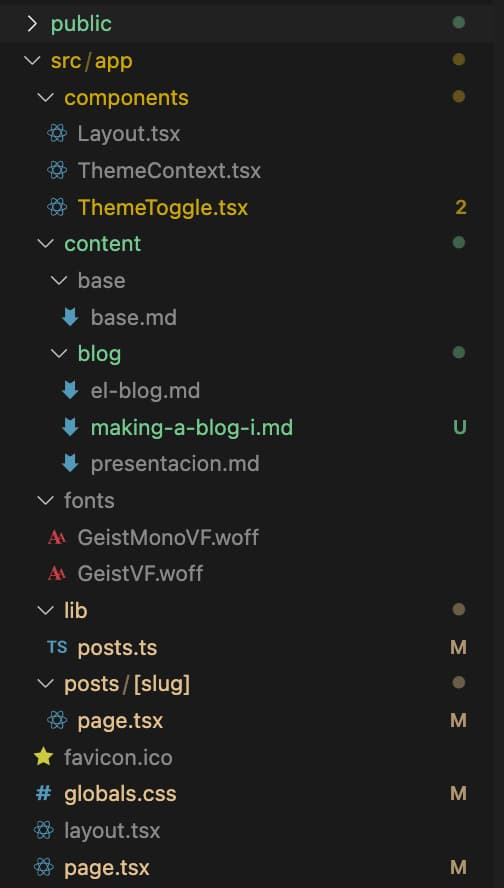 public
src/app
components
Layout.tsx
ThemeContext.tsx
ThemeToggle.tsx 2
content
base
base.md
blog
el-blog.md
making-a-blog-i.md U
presentacion.md
fonts
GeistMonoVF.woff
GeistVF.woff
lib
TS posts.ts M
posts/[slug]
page.tsx M
favicon.ico
# globals.css M
layout.tsx
page.tsx M